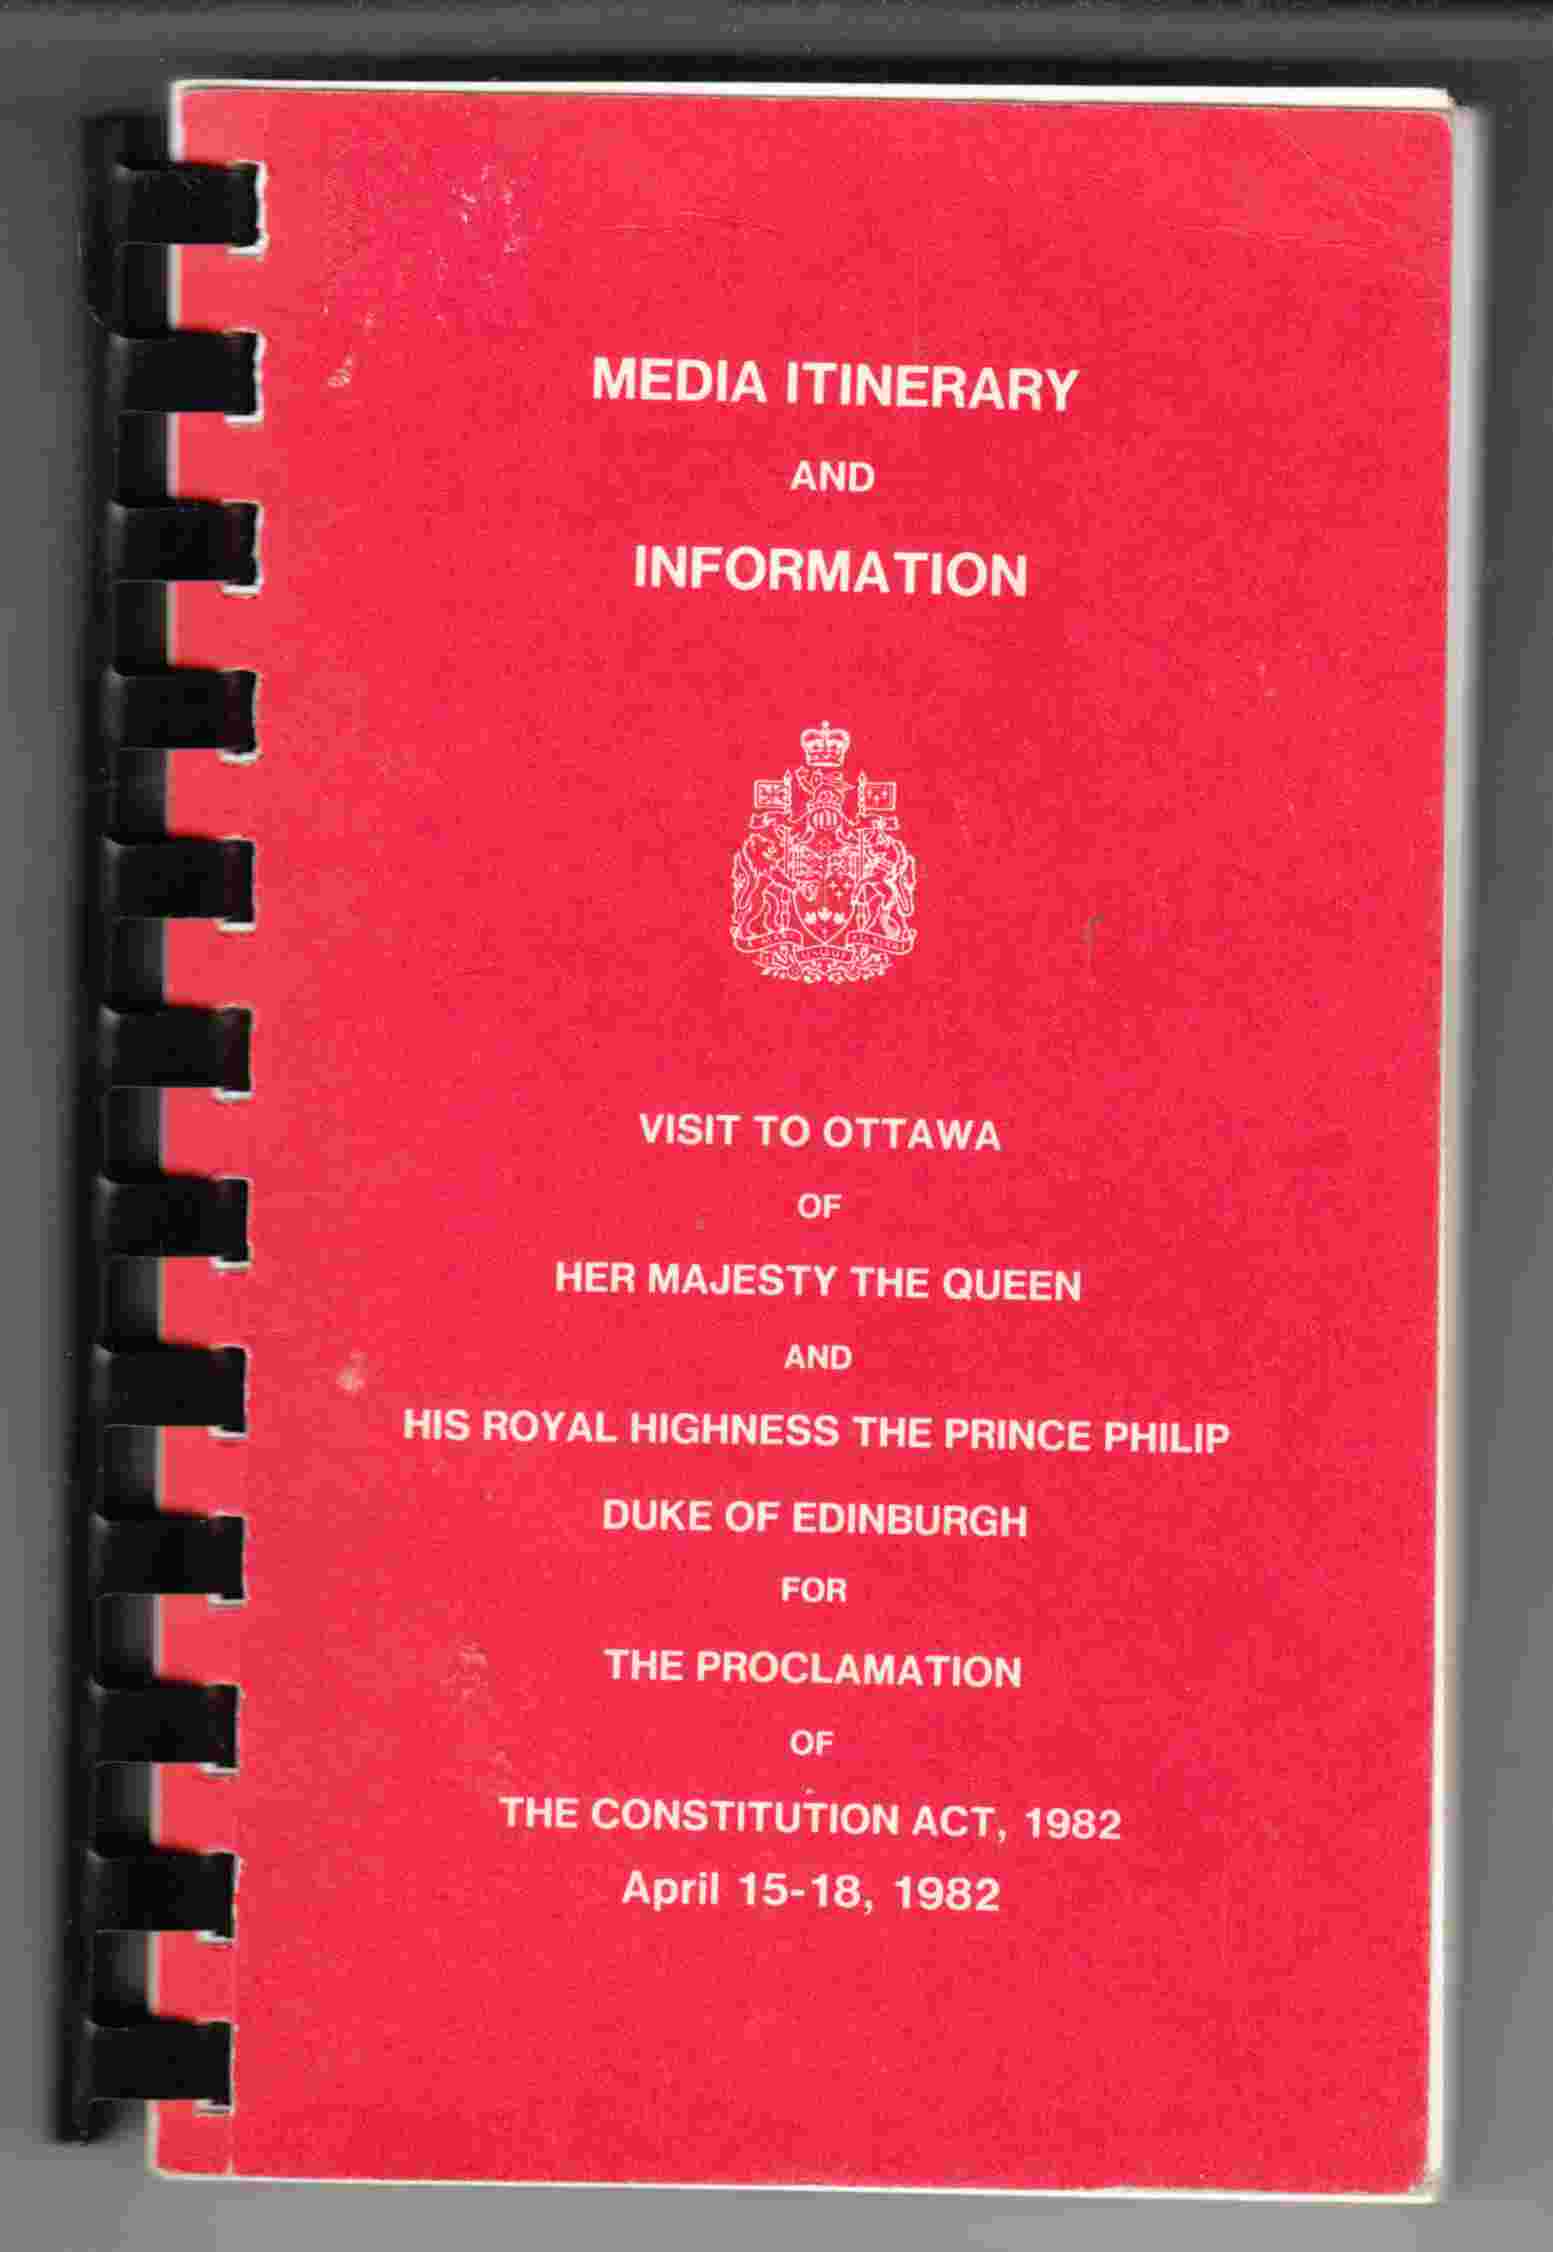 MEDIA ITINERARY
AND
INFORMATION
VISIT TO OTTAWA
OF
HER MAJESTY THE QUEEN
AND
HIS ROYAL HIGHNESS THE PRINCE PHILIP
DUKE OF EDINBURGH
FOR
THE PROCLAMATION
OF
THE CONSTITUTION ACT, 1982
April 15-18, 1982